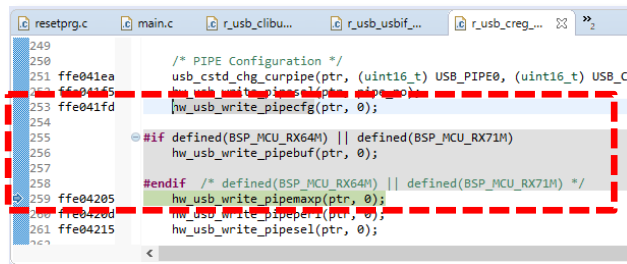 resetprg.c main.c r_usb_clibu... r_usb_usbif_... r_usb_creg_... »2
249
250 /* PIPE Configuration */
251 ffe041ea usb_cstd_chg_curpipe(ptr, (uint16_t) USB_PIPE0, (uint16_t) USB_C
252 ffe041f5 hw_usb_write_pipesel(ptr, pipe_no);
253 ffe041fd hw_usb_write_pipecfg(ptr, 0);
254
255 #if defined(BSP_MCU_RX64M) || defined(BSP_MCU_RX71M)
256 hw_usb_write_pipebuf(ptr, 0);
257
258 #endif /* defined(BSP_MCU_RX64M) || defined(BSP_MCU_RX71M) */
259 ffe04205 hw_usb_write_pipemaxp(ptr, 0);
260 ffe0420d hw_usb_write_pipeperi(ptr, 0);
261 ffe04215 hw_usb_write_pipesel(ptr, 0);
262